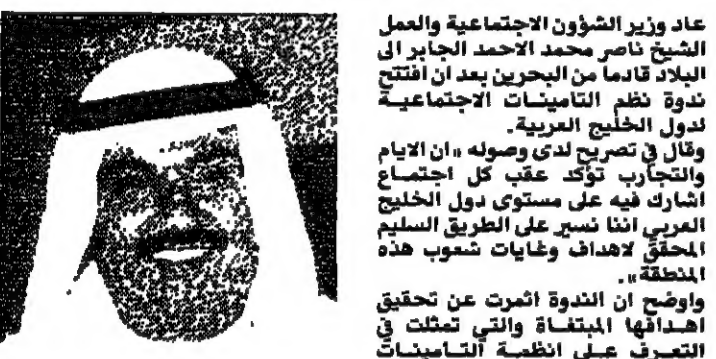 عاد وزير الشؤون الاجتماعية والعمل
الشيخ ناصر محمد الاحمد الجابر الى
البلاد قادما من البحرين بعد ان افتتح
ندوة نظم التامينات الاجتماعية
لدول الخليج العربية.
وقال في تصريح لدى وصوله «ان الايام
والتجارب تؤكد عقب كل اجتماع
اشارك فيه على مستوى دول الخليج
العربي اننا نسير على الطريق السليم
المحقق لاهداف وغايات شعوب هذه
المنطقة».
واوضح ان الندوة اثمرت عن تحقيق
اهدافها المبتغاة والتي تمثلت في
التعرف على انظمة التامينات